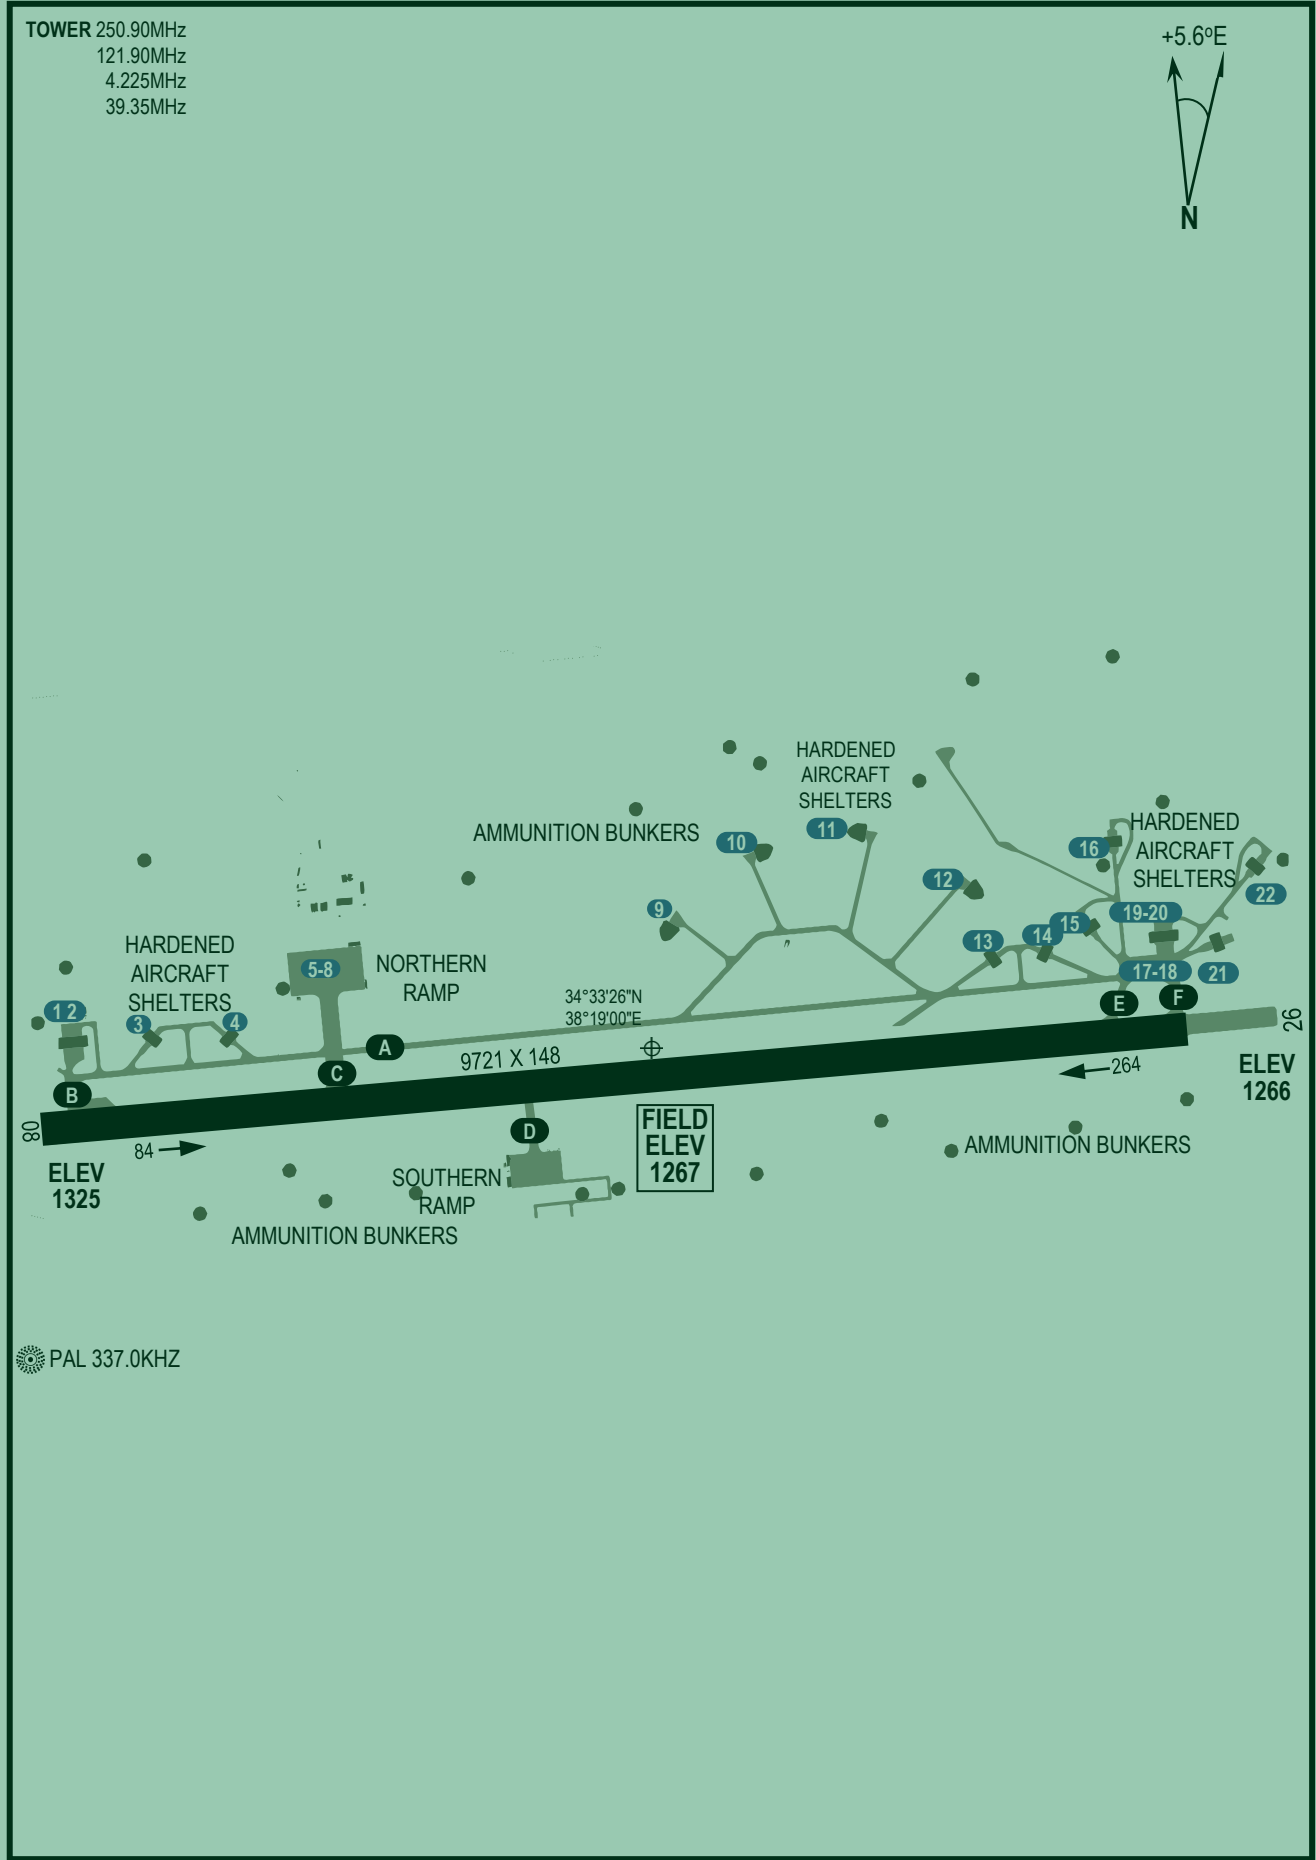 TOWER 250.90MHz
121.90MHz
4.225MHz
39.35MHz
+5.6ºE
N
HARDENED
AIRCRAFT
SHELTERS
AMMUNITION BUNKERS
10
11
12
9
13
14
15
16
HARDENED
AIRCRAFT
SHELTERS
19-20
22
17-18
21
HARDENED
AIRCRAFT
SHELTERS
1 2
3
4
5-8
NORTHERN
RAMP
34°33'26"N
38°19'00"E
A
9721 X 148
C
B
E
F
26
264
ELEV
1266
08
84
ELEV
1325
D
FIELD
ELEV
1267
SOUTHERN
RAMP
AMMUNITION BUNKERS
AMMUNITION BUNKERS
PAL 337.0KHZ